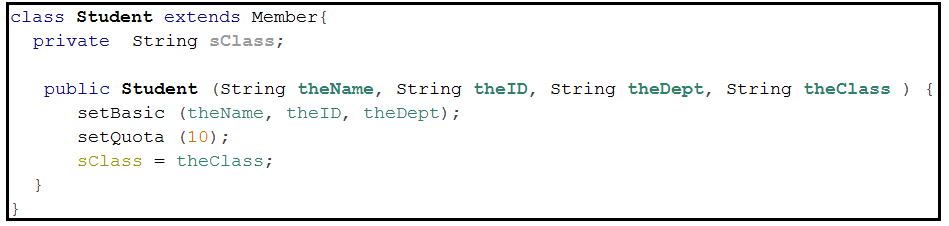 class Student extends Member{
private String sClass;
public Student (String theName, String theID, String theDept, String theClass ) {
setBasic (theName, theID, theDept);
setQuota (10);
sClass = theClass;
}
}